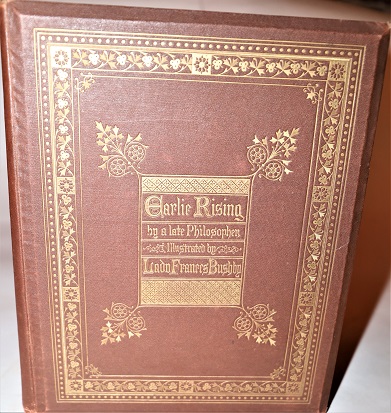 Earlie Rising
by a late Philosopher
& Illustrated by
Lady Frances Bushby